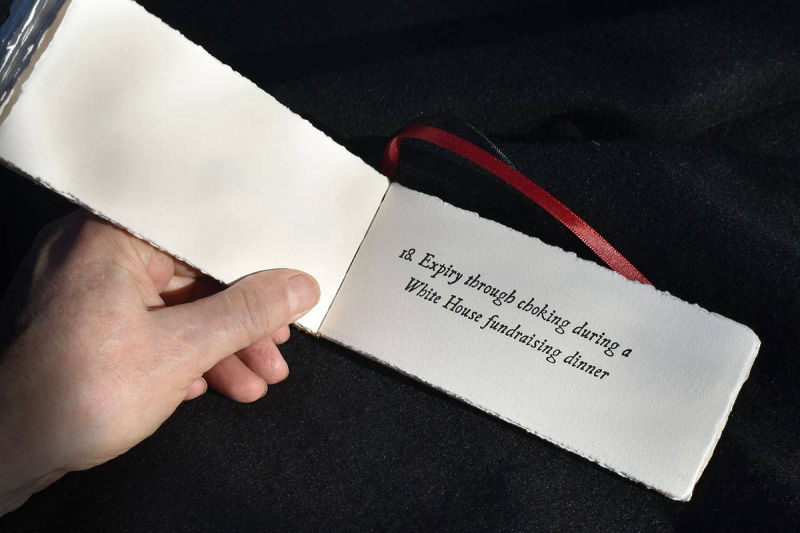 18. Expiry through choking during a
White House fundraising dinner